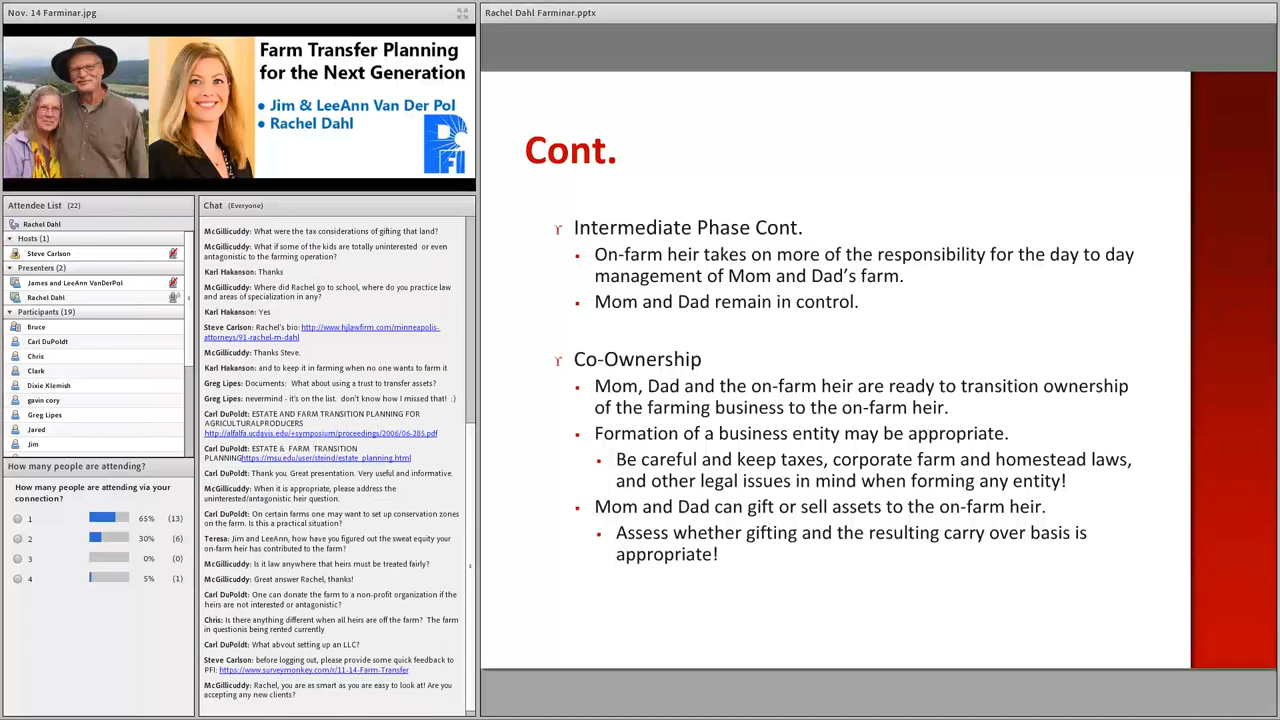 Nov. 14 Farminar.jpg
Farm Transfer Planning
for the Next Generation
• Jim & LeeAnn Van Der Pol
• Rachel Dahl
PFI
Attendee List (22)
Rachel Dahl
Hosts (1)
Steve Carlson
Presenters (2)
James and LeeAnn VanDerPol
Rachel Dahl
Participants (19)
Bruce
Carl DuPoldt
Chris
Clark
Dixie Klemish
gavin cory
Greg Lipes
Jared
Jim
How many people are attending?
How many people are attending via your
connection?
1 65% (13)
2 30% (6)
3 0% (0)
4 5% (1)
Chat (Everyone)
McGillicuddy: What were the tax considerations of gifting that land?
McGillicuddy: What if some of the kids are totally uninterested or even
antagonistic to the farming operation?
Karl Hakanson: Thanks
McGillicuddy: Where did Rachel go to school, where do you practice law
and areas of specialization in any?
Karl Hakanson: Yes
Steve Carlson: Rachel's bio: http://www.hjlawfirm.com/minneapolis-
attorneys/91-rachel-m-dahl
McGillicuddy: Thanks Steve.
Karl Hakanson: and to keep it in farming when no one wants to farm it
Greg Lipes: Documents: What about using a trust to transfer assets?
Greg Lipes: nevermind - it's on the list. don't know how I missed that! :)
Carl DuPoldt: ESTATE AND FARM TRANSITION PLANNING FOR
AGRICULTURALPRODUCERS
http://alfalfa.ucdavis.edu/+symposium/proceedings/2006/06-285.pdf
Carl DuPoldt: ESTATE & FARM TRANSITION
PLANNINGhttps://msu.edu/user/steind/estate_planning.html
Carl DuPoldt: Thank you. Great presentation. Very useful and informative.
McGillicuddy: When it is appropriate, please address the
uninterested/antagonistic heir question.
Carl DuPoldt: On certain farms one may want to set up conservation zones
on the farm. Is this a practical situation?
Teresa: Jim and LeeAnn, how have you figured out the sweat equity your
on-farm heir has contributed to the farm?
McGillicuddy: Is it law anywhere that heirs must be treated fairly?
McGillicuddy: Great answer Rachel, thanks!
Carl DuPoldt: One can donate the farm to a non-profit organization if the
heirs are not interested or antagonistic?
Chris: Is there anything different when all heirs are off the farm? The farm
in questionis being rented currently
Carl DuPoldt: What abvout setting up an LLC?
Steve Carlson: before logging out, please provide some quick feedback to
PFI: https://www.surveymonkey.com/r/11-14-Farm-Transfer
McGillicuddy: Rachel, you are as smart as you are easy to look at! Are you
accepting any new clients?
Rachel Dahl Farminar.pptx
Cont.
Intermediate Phase Cont.
On-farm heir takes on more of the responsibility for the day to day
management of Mom and Dad's farm.
Mom and Dad remain in control.
Co-Ownership
Mom, Dad and the on-farm heir are ready to transition ownership
of the farming business to the on-farm heir.
Formation of a business entity may be appropriate.
Be careful and keep taxes, corporate farm and homestead laws,
and other legal issues in mind when forming any entity!
Mom and Dad can gift or sell assets to the on-farm heir.
Assess whether gifting and the resulting carry over basis is
appropriate!